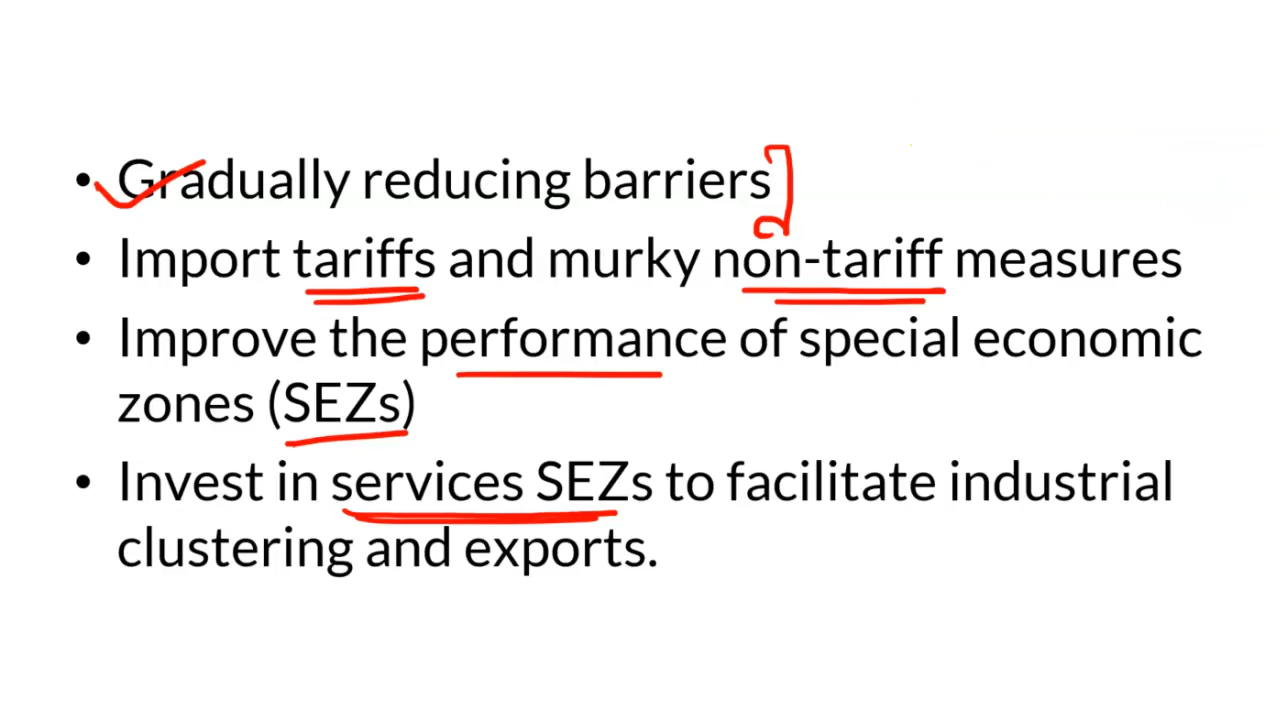 • Gradually reducing barriers
• Import tariffs and murky non-tariff measures
• Improve the performance of special economic
zones (SEZs)
• Invest in services SEZs to facilitate industrial
clustering and exports.